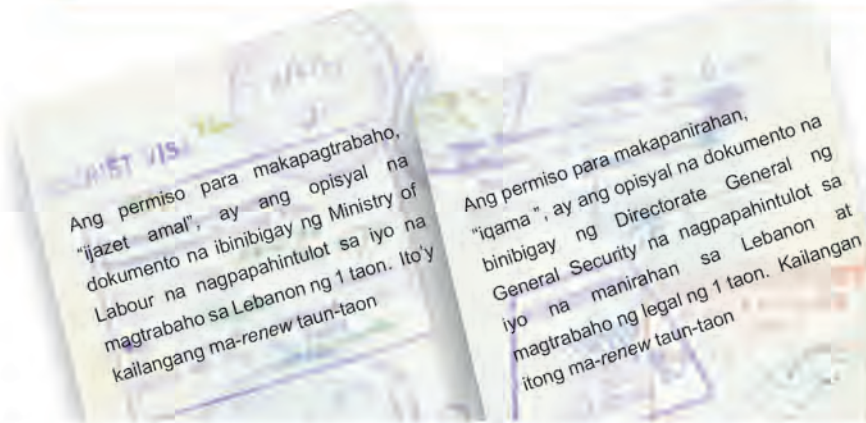 Ang permiso para makapagtrabaho,
“ijazet amal”, ay ang opisyal na
dokumento na ibinibigay ng Ministry of
Labour na nagpapahintulot sa iyo na
magtrabaho sa Lebanon ng 1 taon. Ito’y
kailangang ma-renew taun-taon
Ang permiso para makapanirahan,
“iqama ”, ay ang opisyal na dokumento na
binibigay ng Directorate General ng
General Security na nagpapahintulot sa
iyo na manirahan sa Lebanon at
magtrabaho ng legal ng 1 taon. Kailangan
itong ma-renew taun-taon